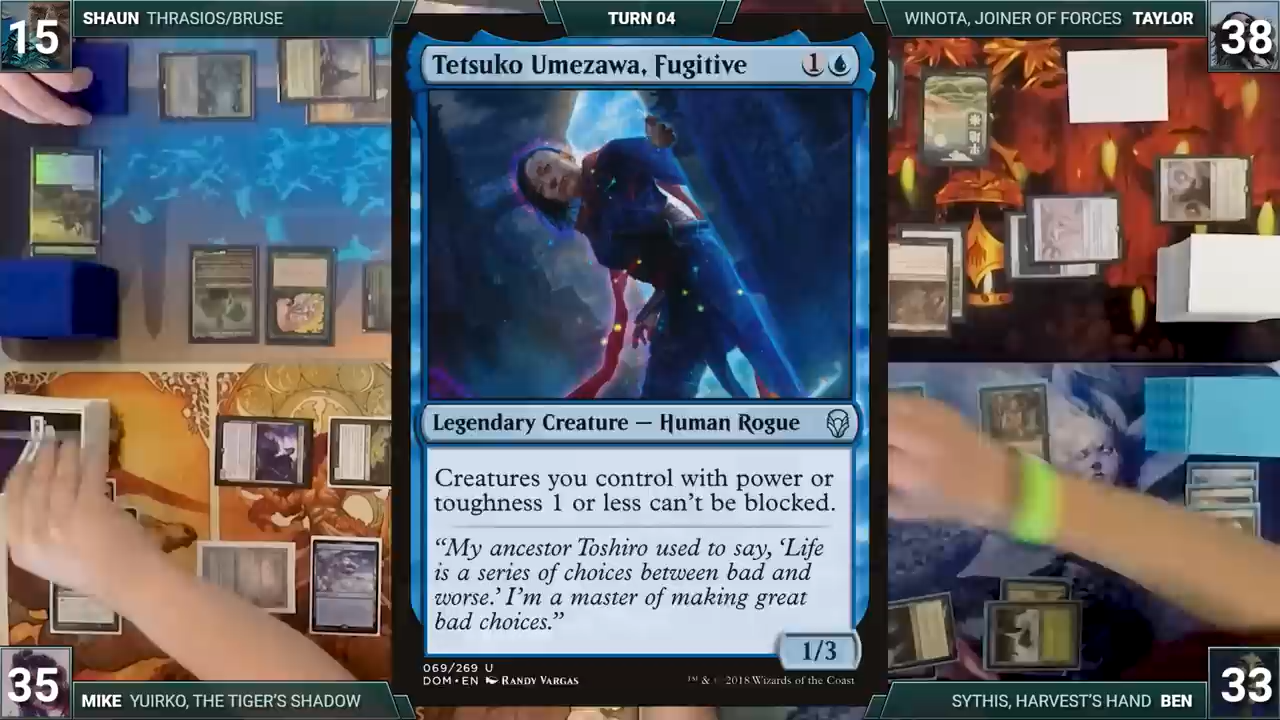 15
SHAUN THRASIOS/BRUSE
TURN 04
WINOTA, JOINER OF FORCES TAYLOR
38
Tetsuko Umezawa, Fugitive 1
Legendary Creature — Human Rogue
Creatures you control with power or
toughness 1 or less can't be blocked.
“My ancestor Toshiro used to say, ‘Life
is a series of choices between bad and
worse.’ I'm a master of making great
bad choices.”
1/3
069/269 U
DOM • EN RANDY VARGAS
™ & © 2018 Wizards of the Coast
35
MIKE YUIRKO, THE TIGER'S SHADOW
SYTHIS, HARVEST'S HAND BEN
33